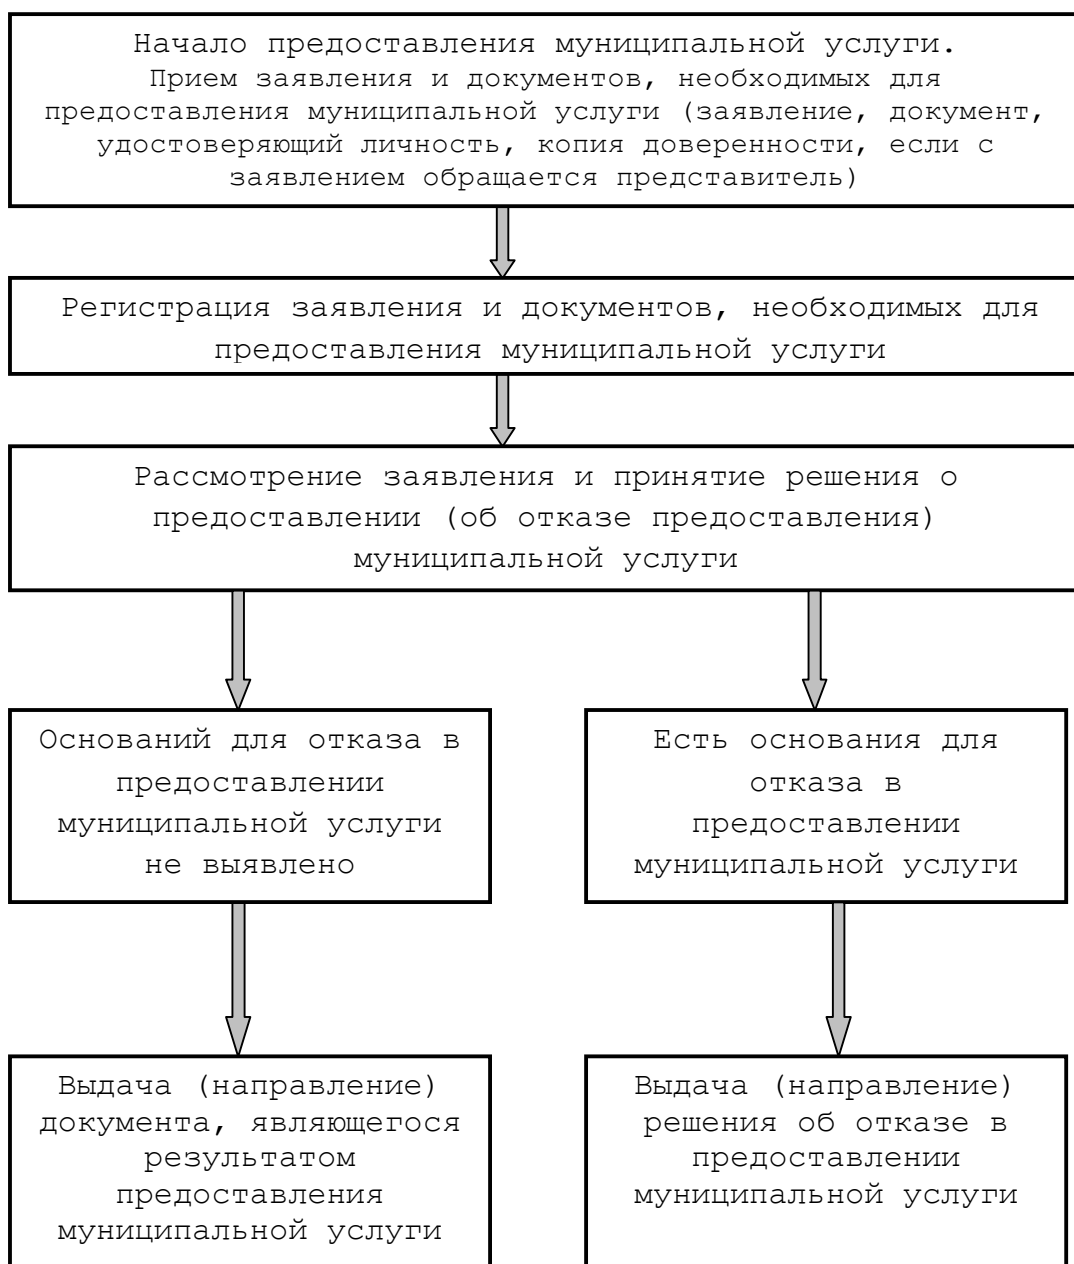 Начало предоставления муниципальной услуги.
Прием заявления и документов, необходимых для
предоставления муниципальной услуги (заявление, документ,
удостоверяющий личность, копия доверенности, если с
заявлением обращается представитель)
Регистрация заявления и документов, необходимых для
предоставления муниципальной услуги
Рассмотрение заявления и принятие решения о
предоставлении (об отказе предоставления)
муниципальной услуги
Оснований для отказа в
предоставлении
муниципальной услуги
не выявлено
Есть основания для
отказа в
предоставлении
муниципальной услуги
Выдача (направление)
документа, являющегося
результатом
предоставления
муниципальной услуги
Выдача (направление)
решения об отказе в
предоставлении
муниципальной услуги